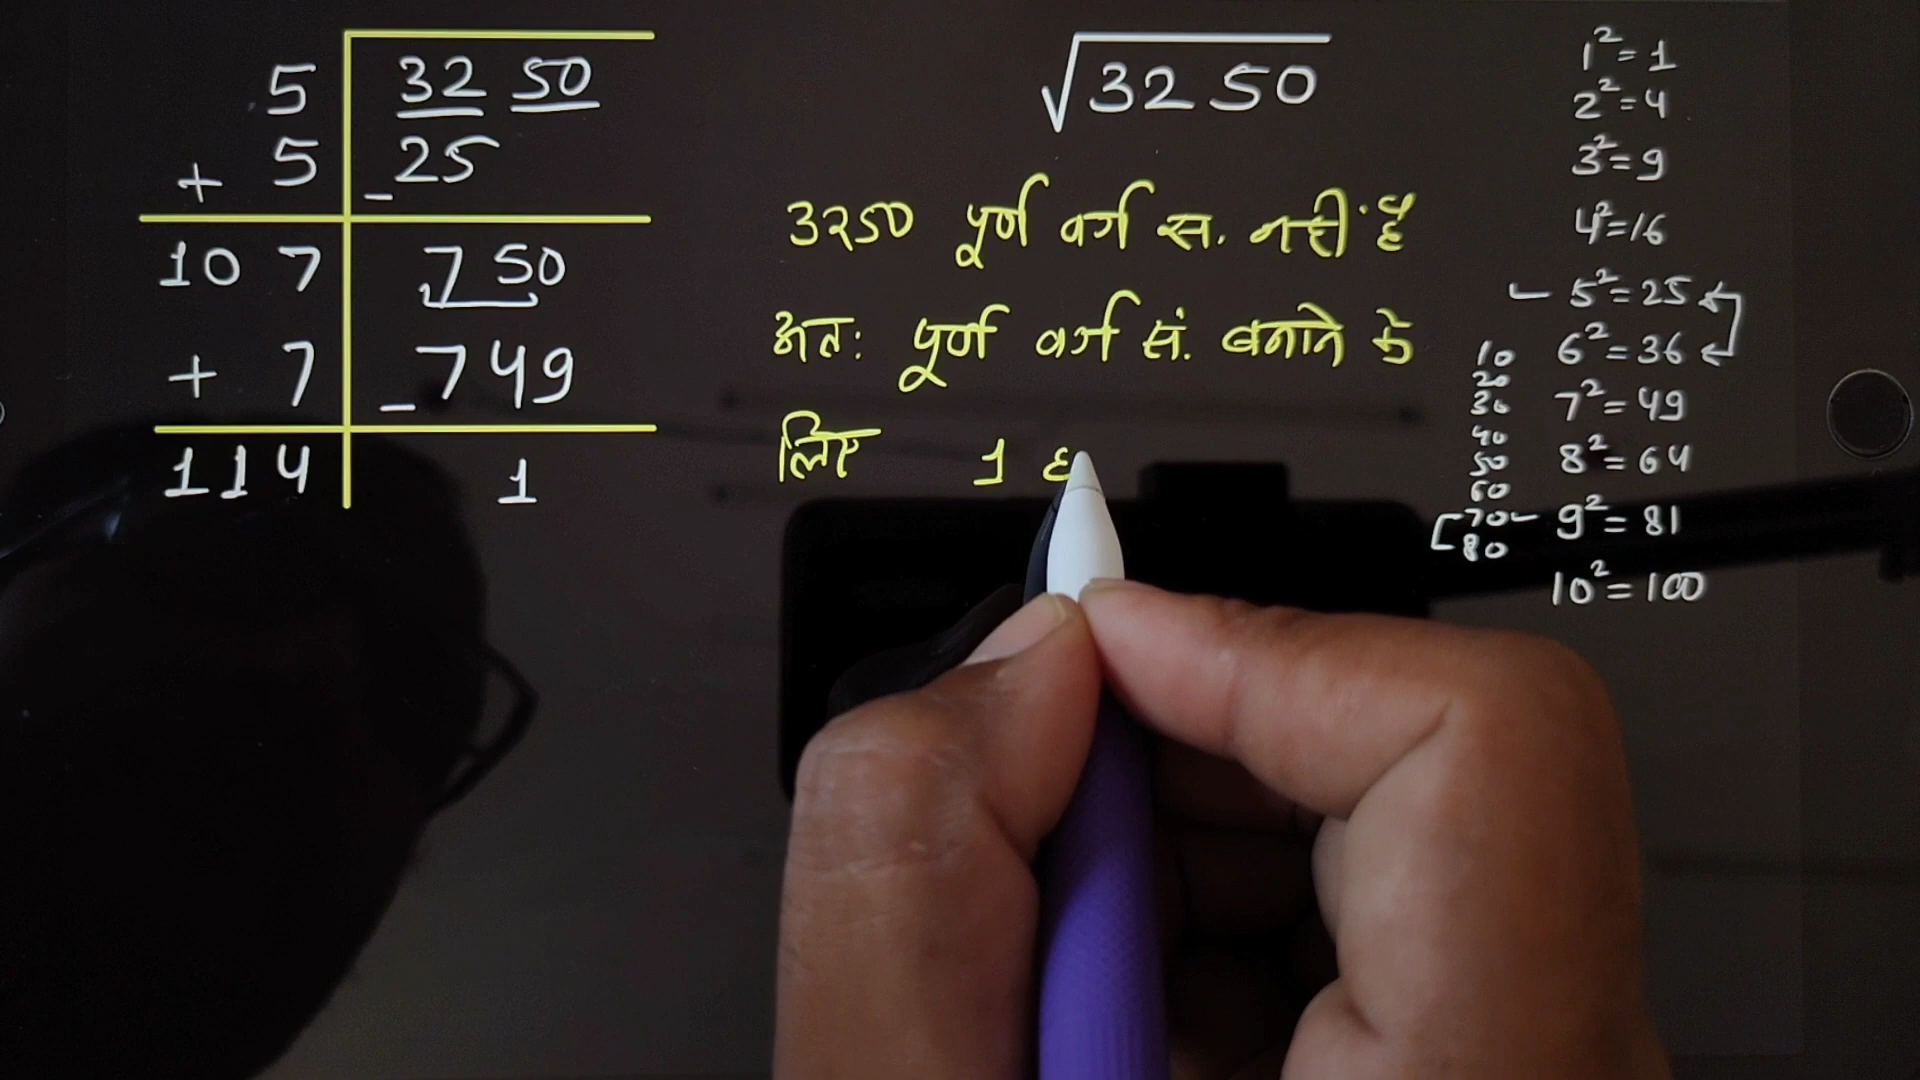 5 32 50
+ 5 - 25
10 7 7 50
+ 7 - 749
114 1
√3250
3250 पूर्ण वर्ग स. नहीं है
अतः पूर्ण वर्ग सं. बनाने के
लिए 1 ह
1² = 1
2² = 4
3² = 9
4² = 16
5² = 25
6² = 36
7² = 49
8² = 64
9² = 81
10² = 100
10
20
30
40
50
60
70
80